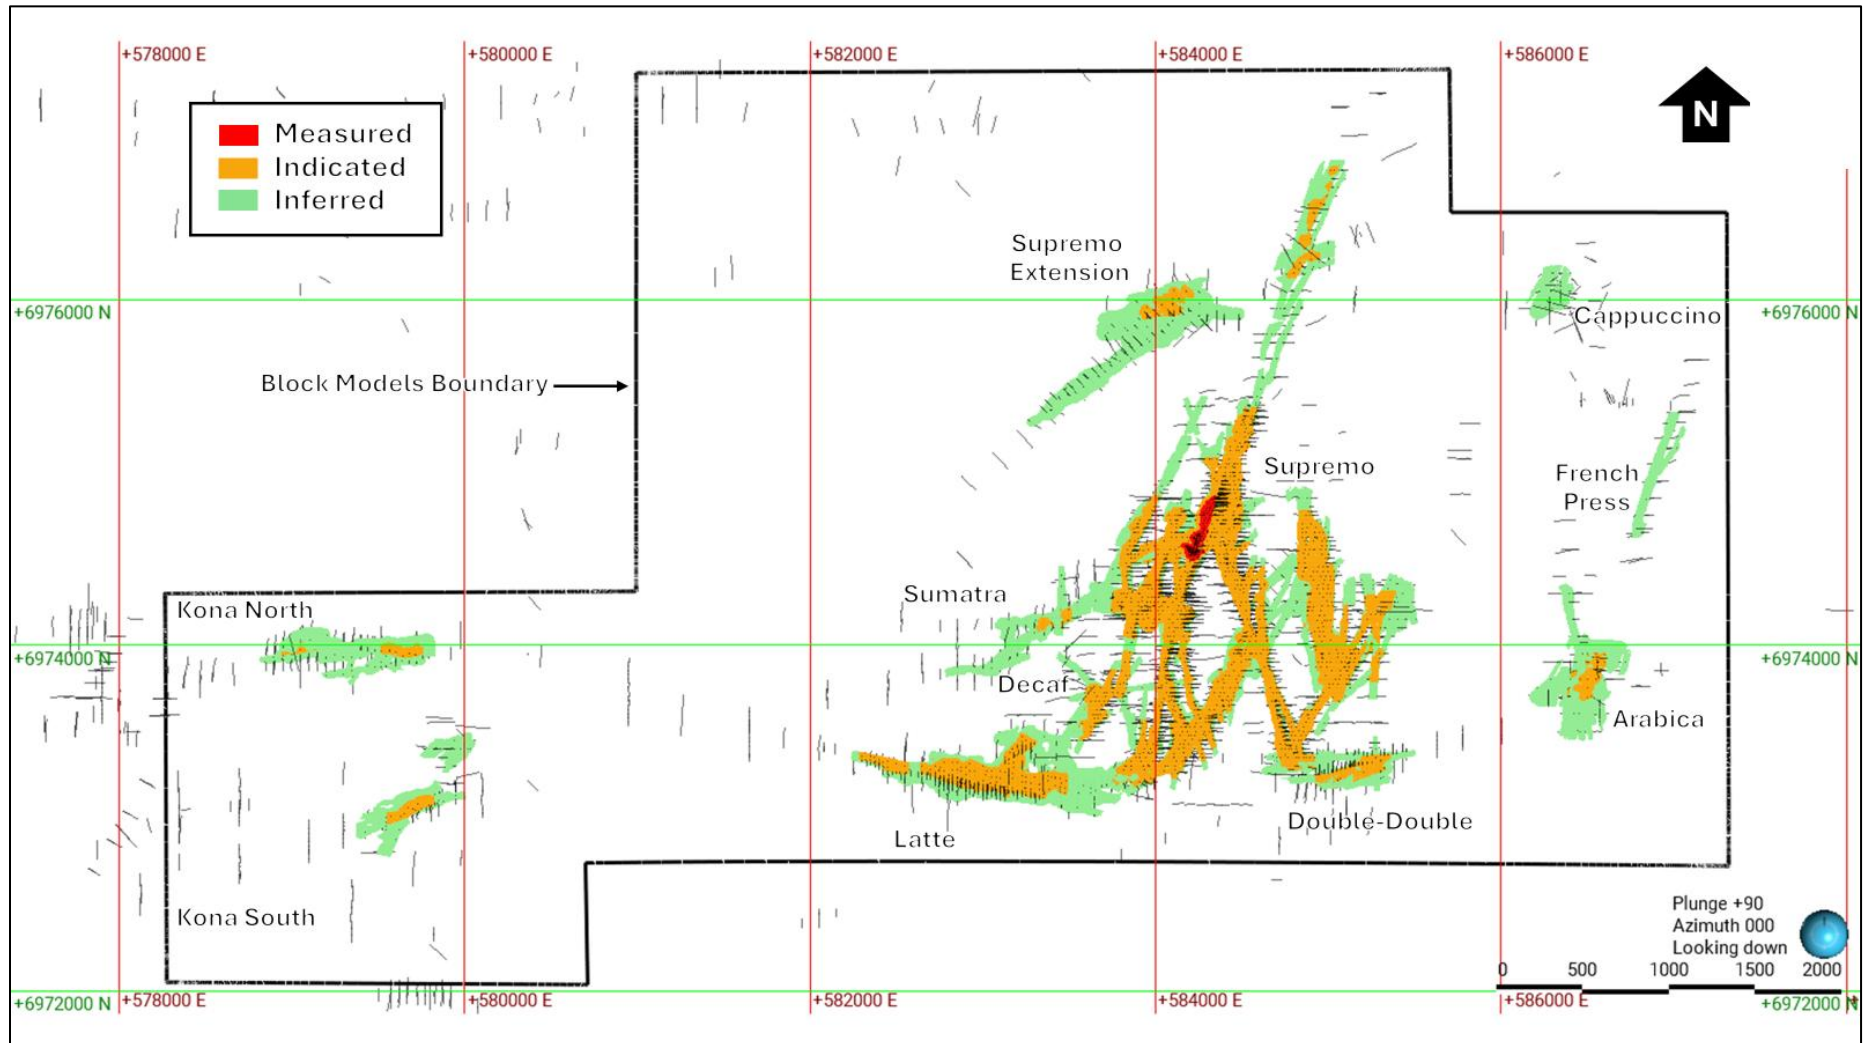 +578000 E
+580000 E
+582000 E
+584000 E
+586000 E
N
Measured
Indicated
Inferred
Supremo
Extension
+6976000 N
Cappuccino
+6976000 N
Block Models Boundary
Supremo
French
Press
Sumatra
Kona North
+6974000 N
+6974000 N
Decaf
Arabica
Latte
Double-Double
Kona South
Plunge +90
Azimuth 000
Looking down
0 500 1000 1500 2000
+6972000 N
+578000 E
+580000 E
+582000 E
+584000 E
+586000 E
+6972000 N